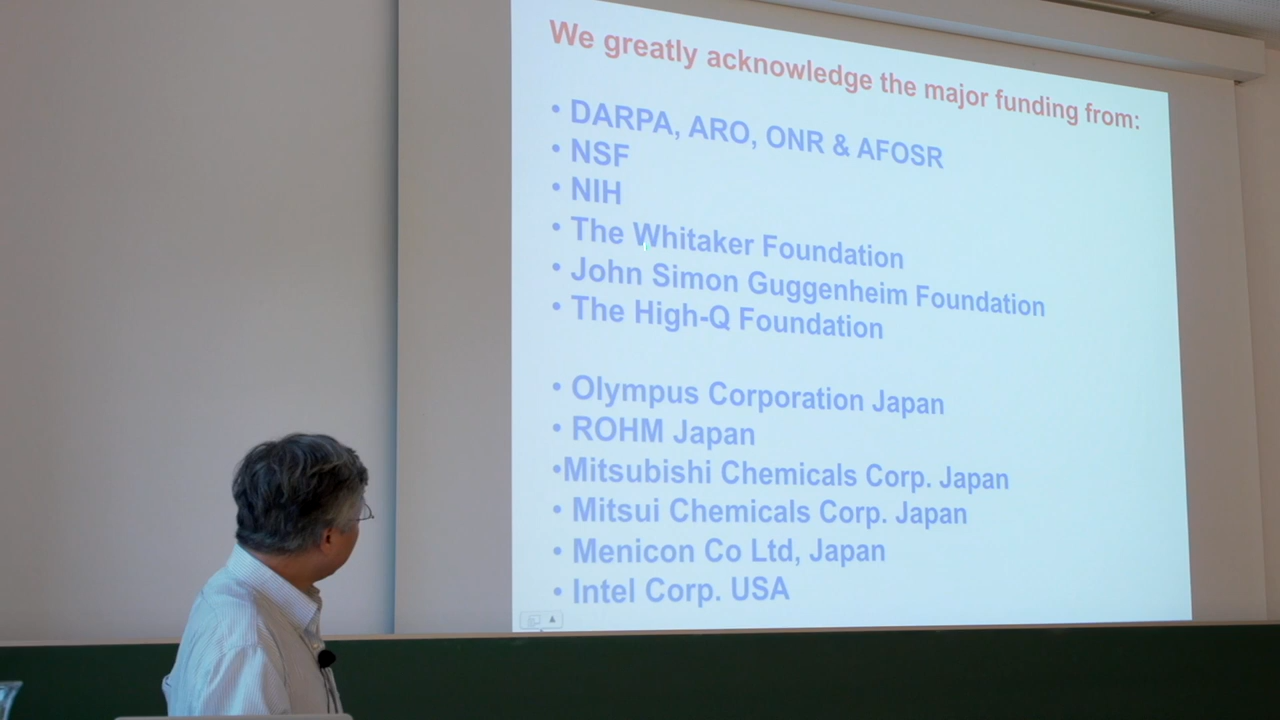 We greatly acknowledge the major funding from:
• DARPA, ARO, ONR & AFOSR
• NSF
• NIH
• The Whitaker Foundation
• John Simon Guggenheim Foundation
• The High-Q Foundation
• Olympus Corporation Japan
• ROHM Japan
•Mitsubishi Chemicals Corp. Japan
• Mitsui Chemicals Corp. Japan
• Menicon Co Ltd, Japan
• Intel Corp. USA